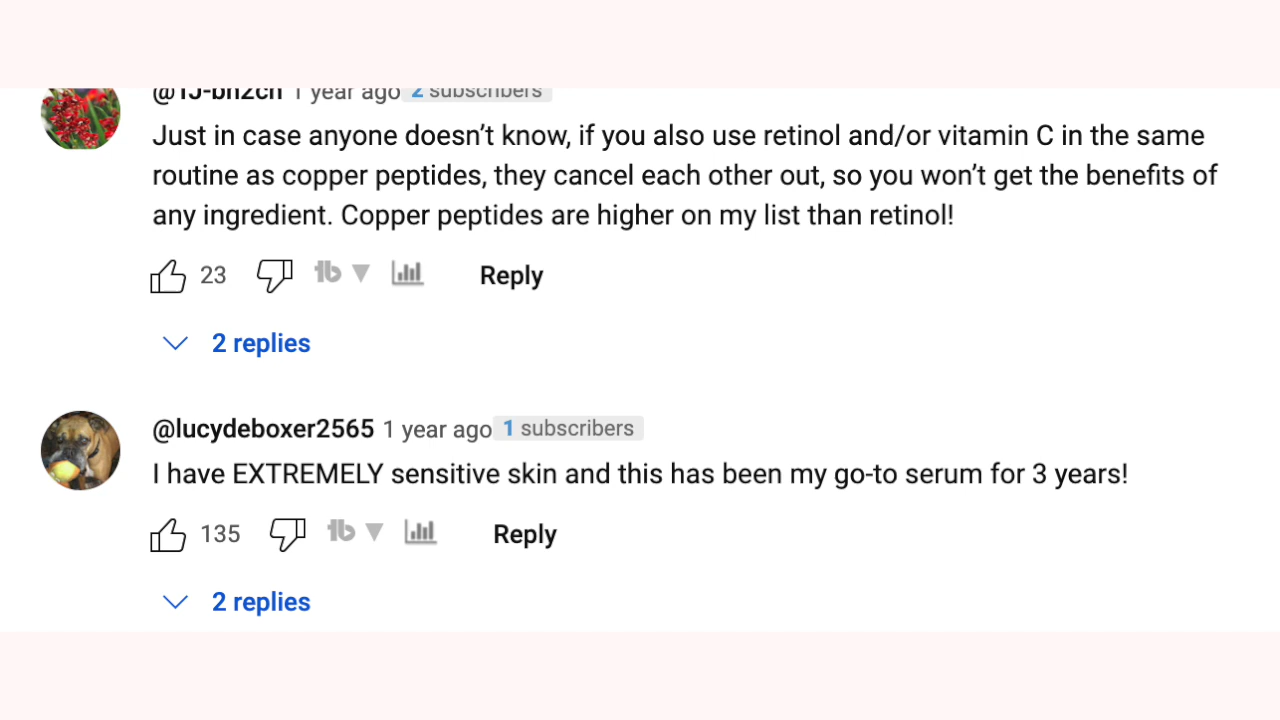 1 year ago 2 subscribers
Just in case anyone doesn’t know, if you also use retinol and/or vitamin C in the same
routine as copper peptides, they cancel each other out, so you won’t get the benefits of
any ingredient. Copper peptides are higher on my list than retinol!
23 tb Reply
2 replies
@lucydeboxer2565 1 year ago 1 subscribers
I have EXTREMELY sensitive skin and this has been my go-to serum for 3 years!
135 tb Reply
2 replies